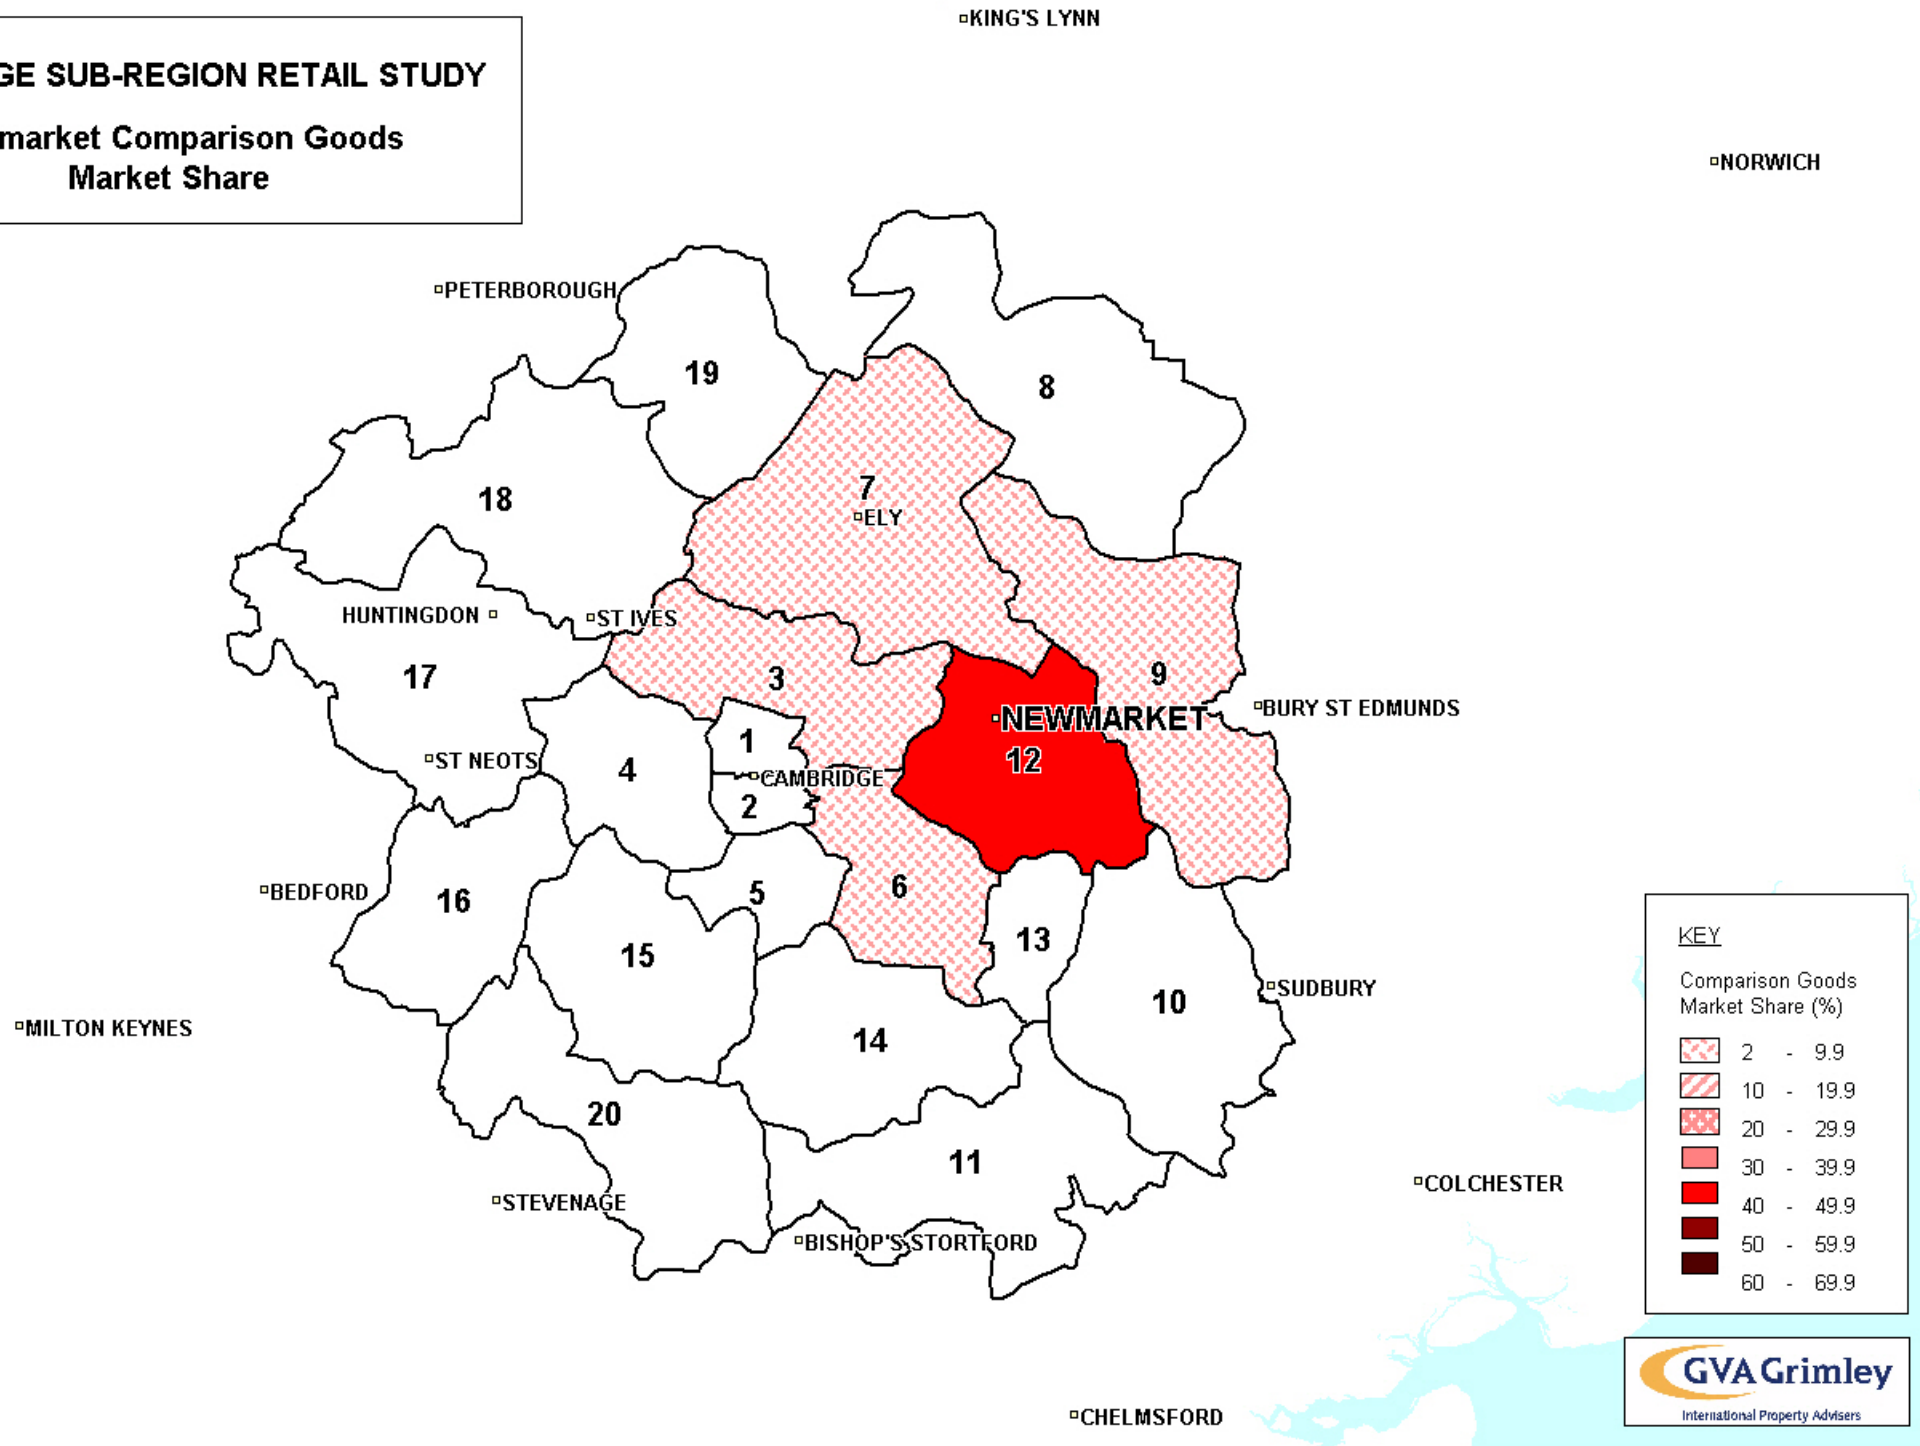 GE SUB-REGION RETAIL STUDY
market Comparison Goods
Market Share
KING'S LYNN
NORWICH
PETERBOROUGH
19
8
7
18
ELY
HUNTINGDON
ST IVES
17
3
9
NEWMARKET
BURY ST EDMUNDS
1
ST NEOTS
4
12
CAMBRIDGE
2
BEDFORD
16
5
6
15
13
10
SUDBURY
MILTON KEYNES
14
20
11
STEVENAGE
BISHOP'S STORTFORD
COLCHESTER
CHELMSFORD
KEY
Comparison Goods
Market Share (%)
2 - 9.9
10 - 19.9
20 - 29.9
30 - 39.9
40 - 49.9
50 - 59.9
60 - 69.9
GVA Grimley
International Property Advisers